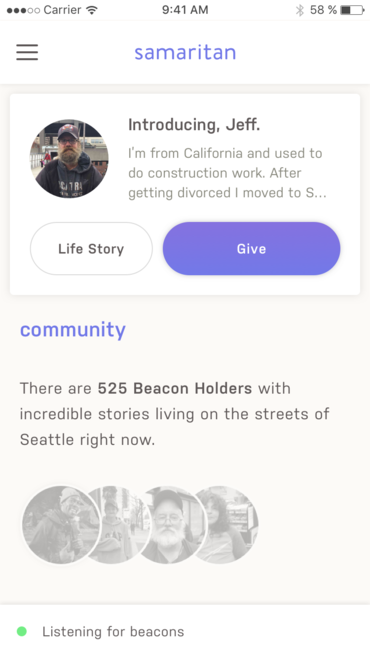 Carrier 9:41 AM 58 %
samaritan
Introducing, Jeff.
I'm from California and used to
do construction work. After
getting divorced I moved to S...
Life Story Give
community
There are 525 Beacon Holders with
incredible stories living on the streets of
Seattle right now.
Listening for beacons